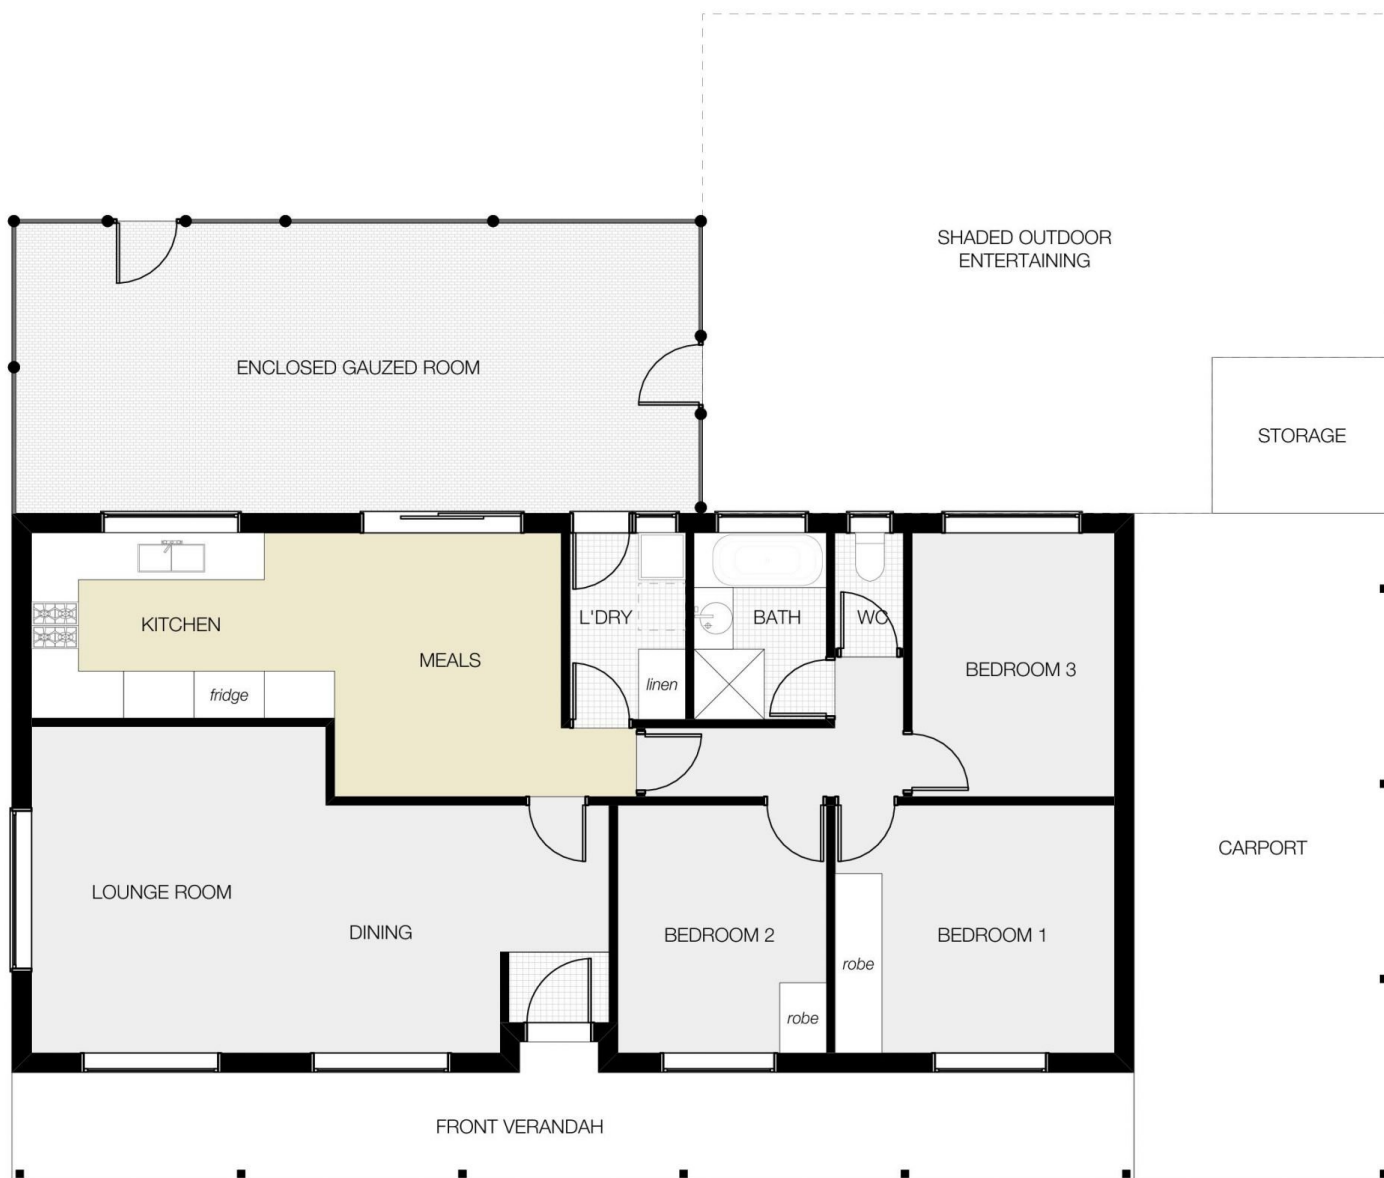 SHADED OUTDOOR
ENTERTAINING
ENCLOSED GAUZED ROOM
STORAGE
KITCHEN
MEALS
L'DRY
BATH
WC
BEDROOM 3
fridge
linen
CARPORT
LOUNGE ROOM
DINING
BEDROOM 2
BEDROOM 1
robe
robe
FRONT VERANDAH